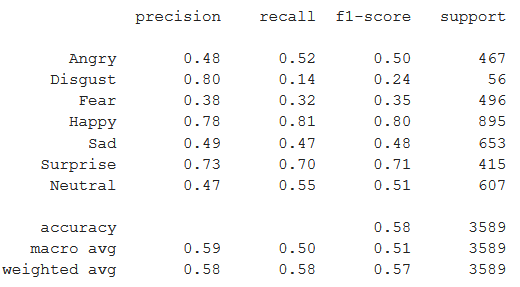 precision recall f1-score support
Angry 0.48 0.52 0.50 467
Disgust 0.80 0.14 0.24 56
Fear 0.38 0.32 0.35 496
Happy 0.78 0.81 0.80 895
Sad 0.49 0.47 0.48 653
Surprise 0.73 0.70 0.71 415
Neutral 0.47 0.55 0.51 607
accuracy 0.58 3589
macro avg 0.59 0.50 0.51 3589
weighted avg 0.58 0.58 0.57 3589